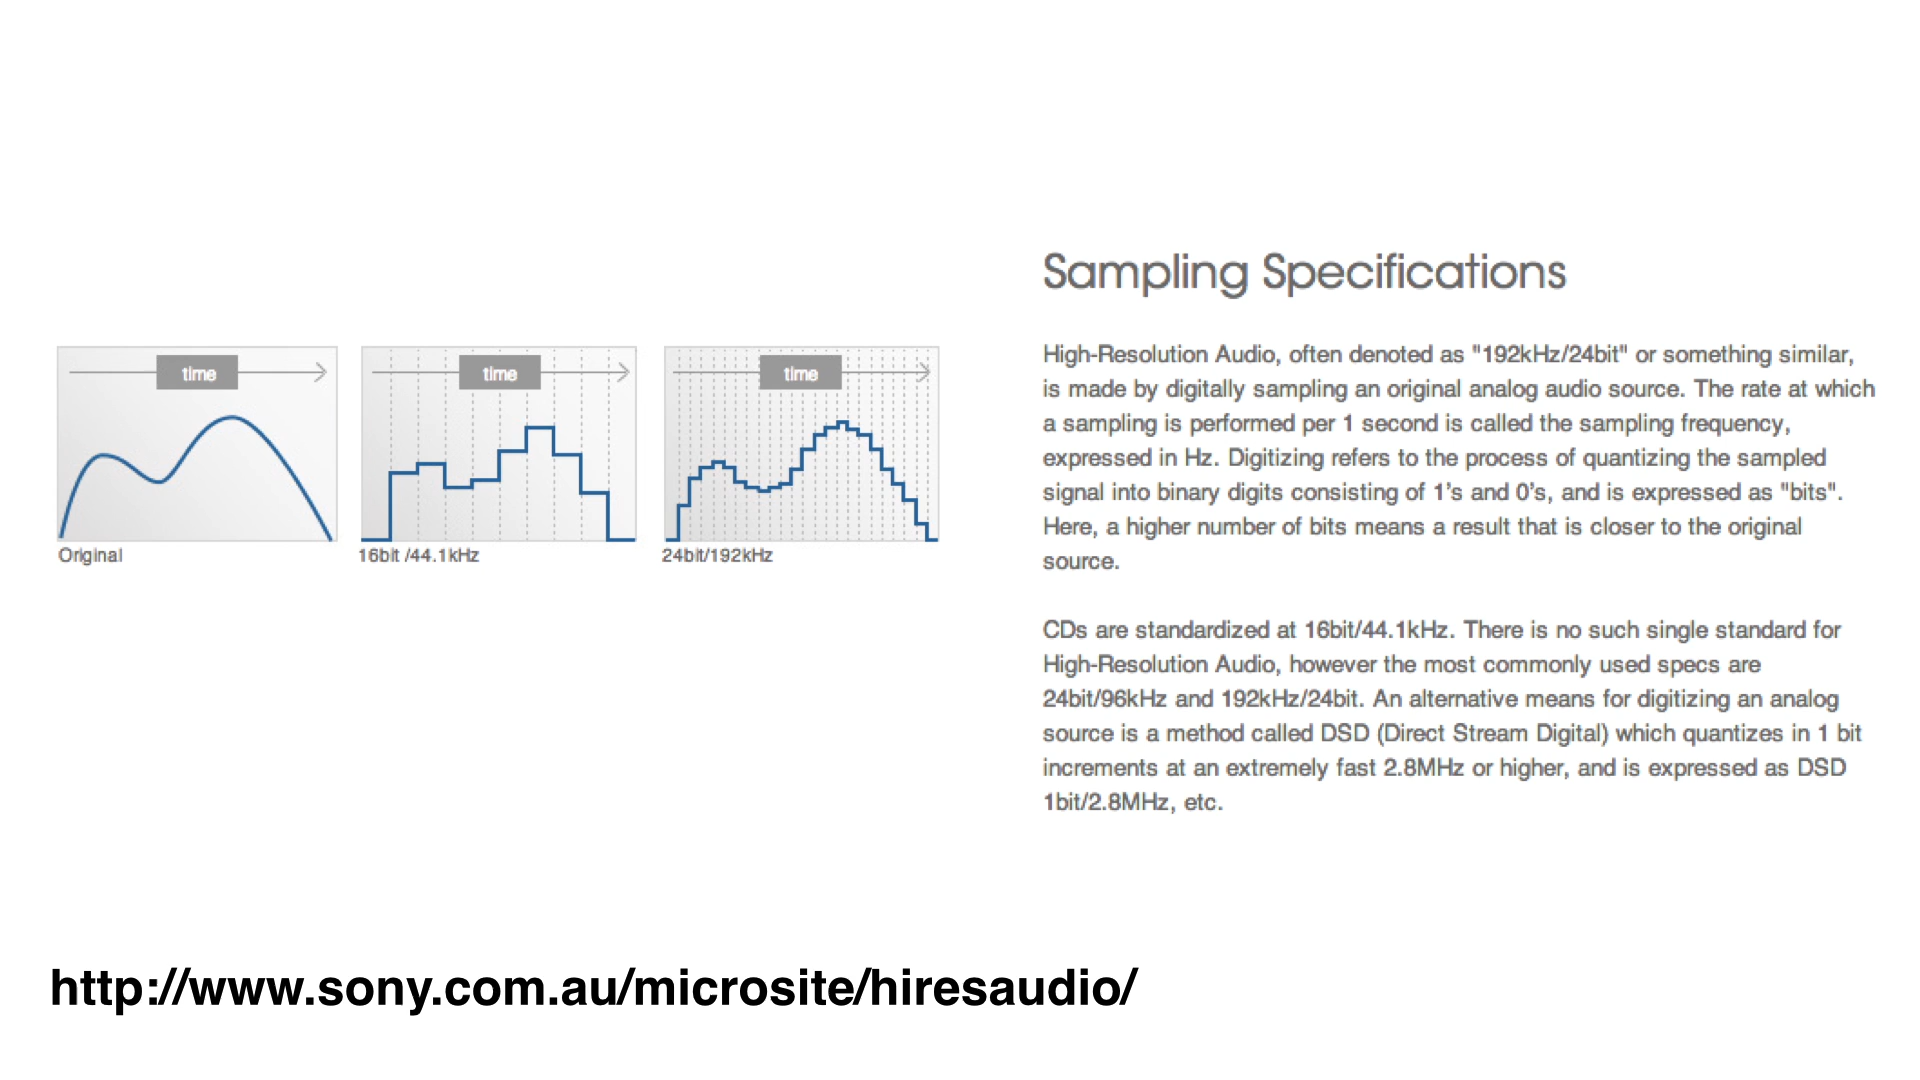 time
time
time
Original
16bit /44.1kHz
24bit/192kHz
Sampling Specifications
High-Resolution Audio, often denoted as "192kHz/24bit" or something similar,
is made by digitally sampling an original analog audio source. The rate at which
a sampling is performed per 1 second is called the sampling frequency,
expressed in Hz. Digitizing refers to the process of quantizing the sampled
signal into binary digits consisting of 1's and 0's, and is expressed as "bits".
Here, a higher number of bits means a result that is closer to the original
source.
CDs are standardized at 16bit/44.1kHz. There is no such single standard for
High-Resolution Audio, however the most commonly used specs are
24bit/96kHz and 192kHz/24bit. An alternative means for digitizing an analog
source is a method called DSD (Direct Stream Digital) which quantizes in 1 bit
increments at an extremely fast 2.8MHz or higher, and is expressed as DSD
1bit/2.8MHz, etc.
http://www.sony.com.au/microsite/hiresaudio/